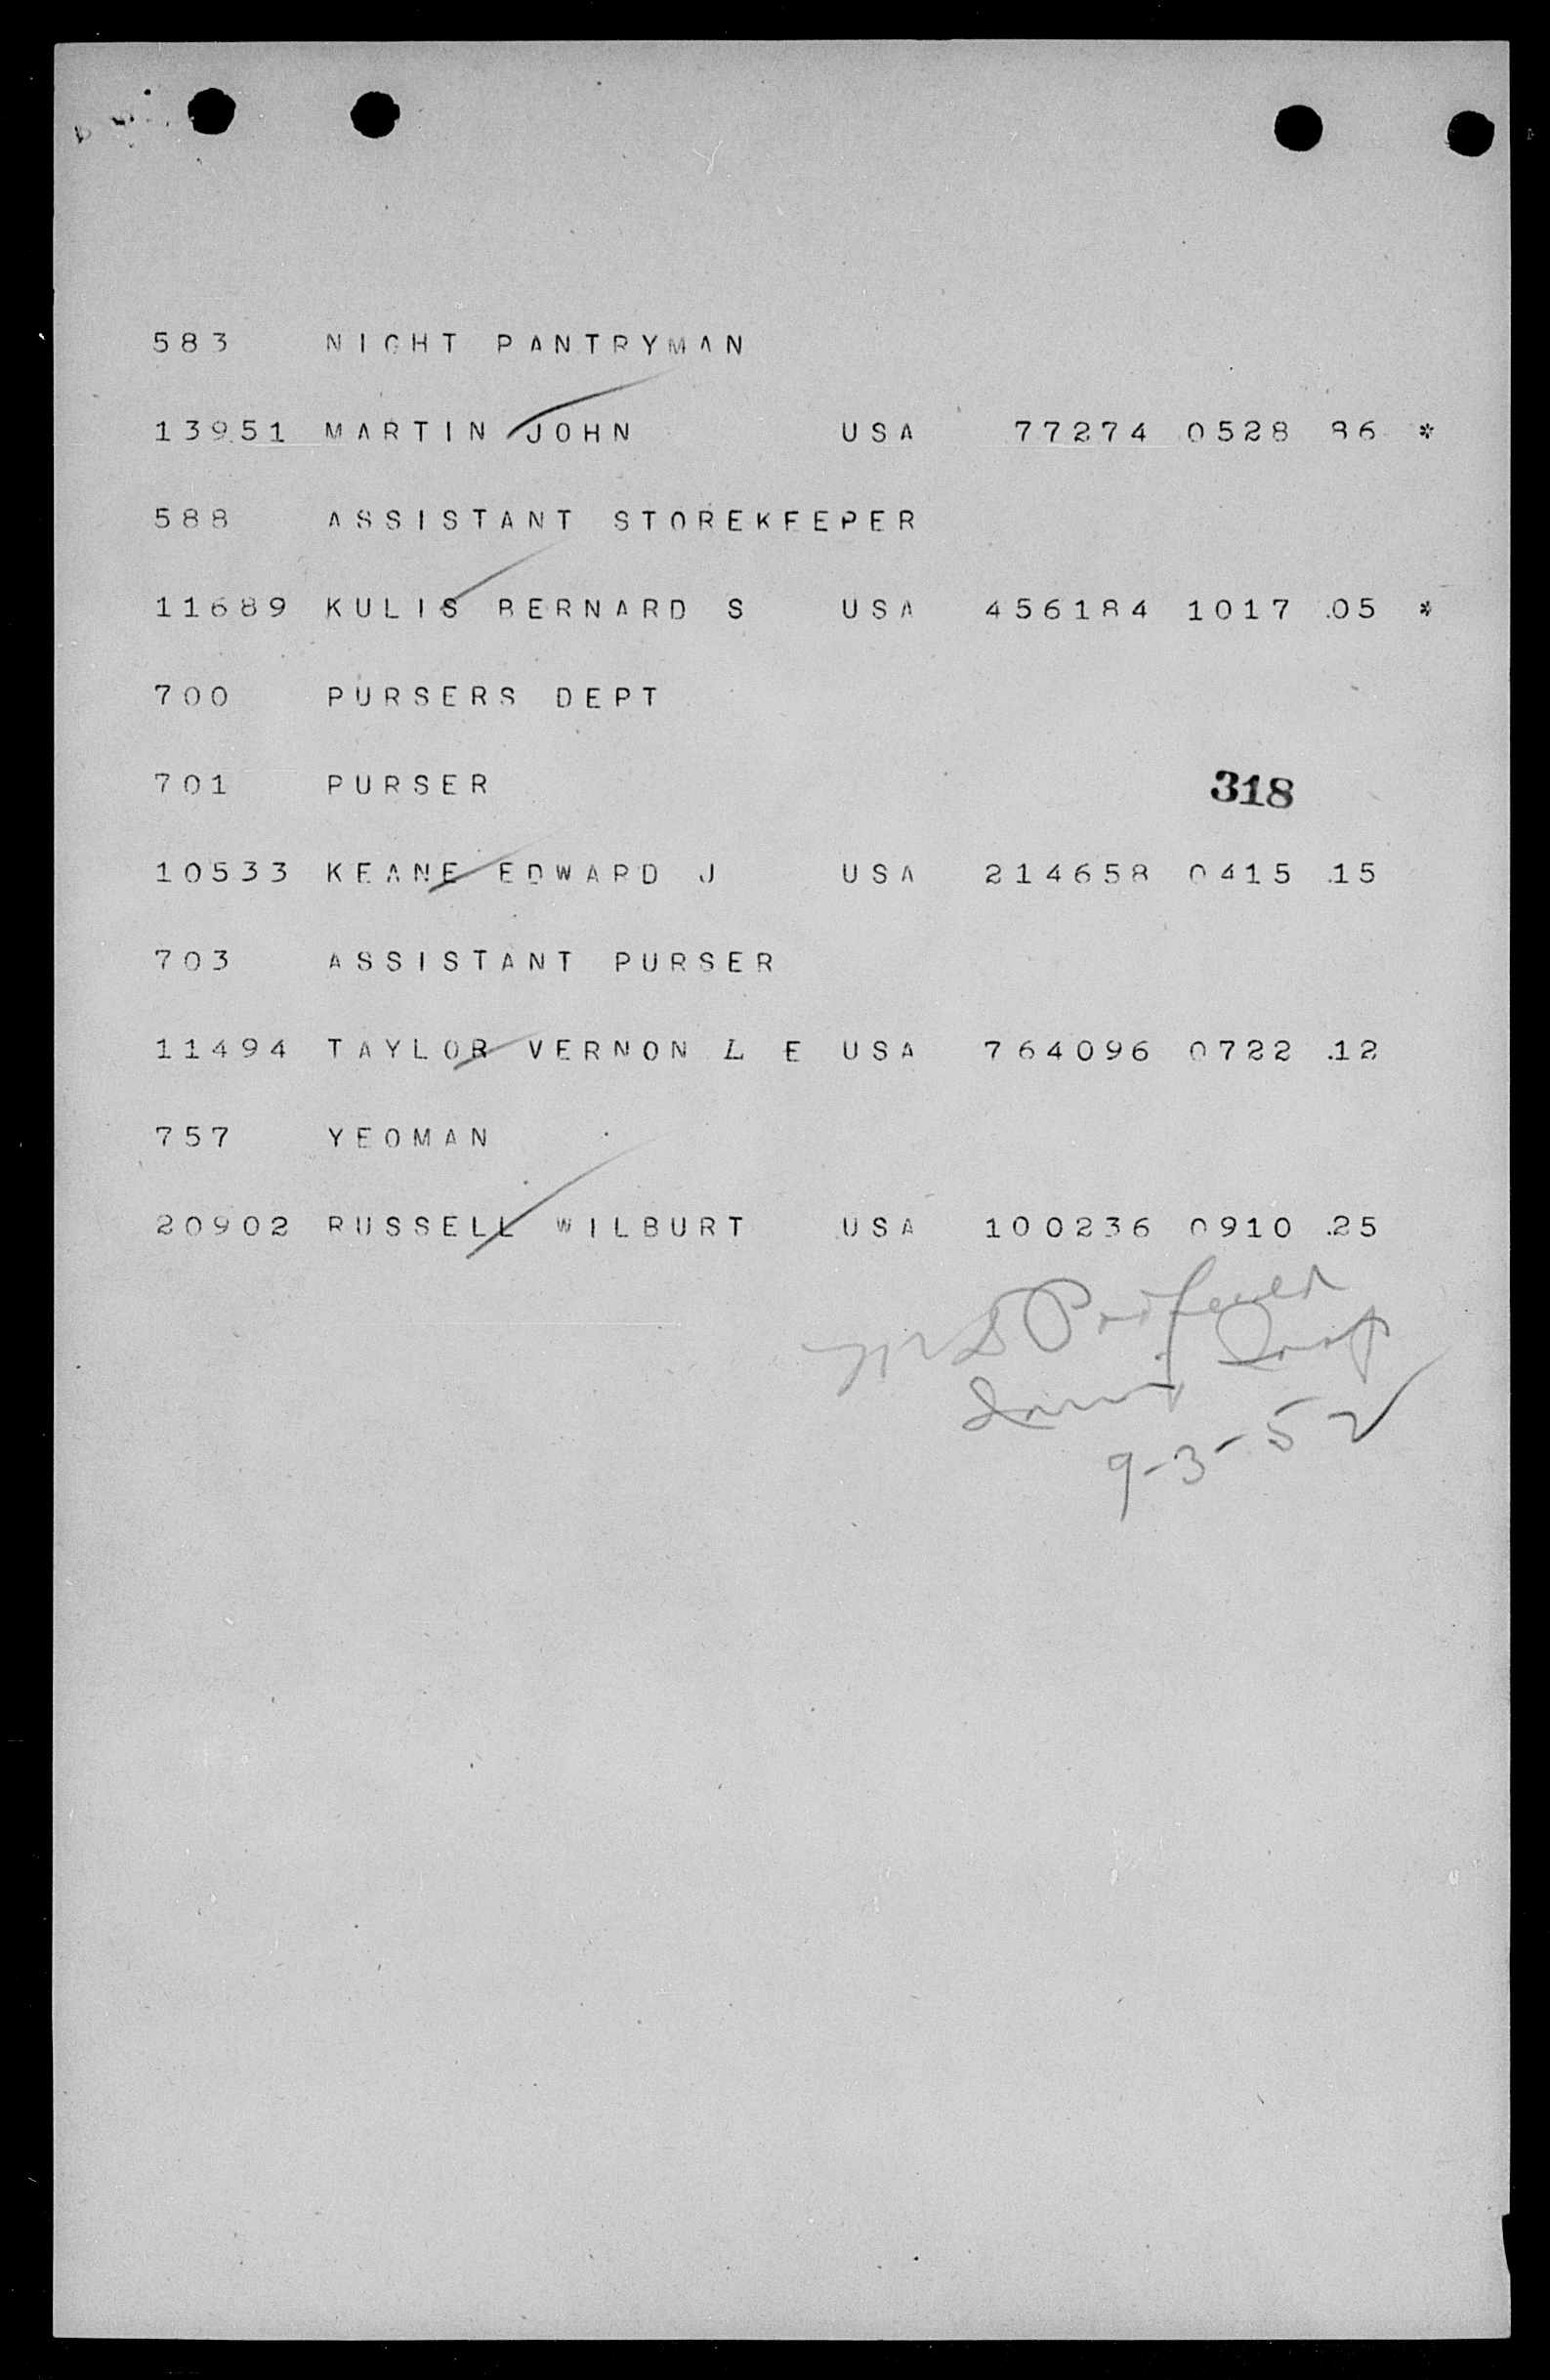 583 NIGHT PANTRYMAN
13951 MARTIN JOHN USA 77274 0528 86 *
588 ASSISTANT STOREKEEPER
11689 KULIS BERNARD S USA 456184 1017 05 *
700 PURSERS DEPT
701 PURSER
318
10533 KEANE EDWARD J USA 214658 0415 15
703 ASSISTANT PURSER
11494 TAYLOR VERNON L E USA 764096 0722 12
757 YEOMAN
20902 RUSSELL WILBURT USA 100236 0910 25
9-3-52